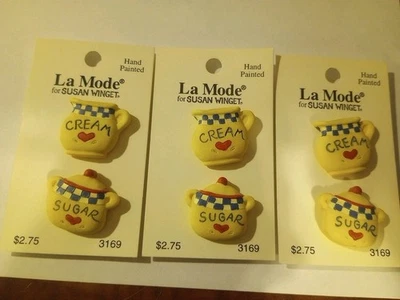 Hand
Painted
La Mode®
for SUSAN WINGET®
CREAM
SUGAR
$2.75 3169
Hand
Painted
La Mode®
for SUSAN WINGET®
CREAM
SUGAR
$2.75 3169
Hand
Painted
La Mode®
for SUSAN WINGET®
CREAM
SUGAR
$2.75 3169